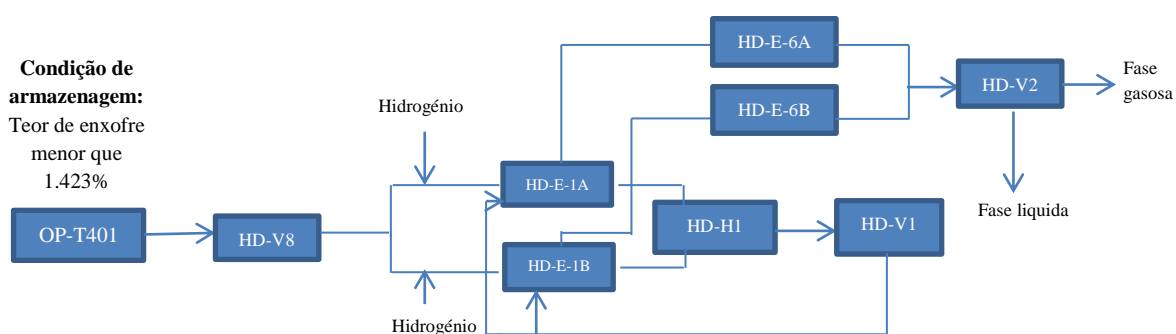 Condição de
armazenagem:
Teor de enxofre
menor que
1.423%
OP-T401
HD-V8
Hidrogénio
Hidrogénio
HD-E-1A
HD-E-1B
HD-E-6A
HD-E-6B
HD-H1
HD-V1
HD-V2
Fase
gasosa
Fase liquida